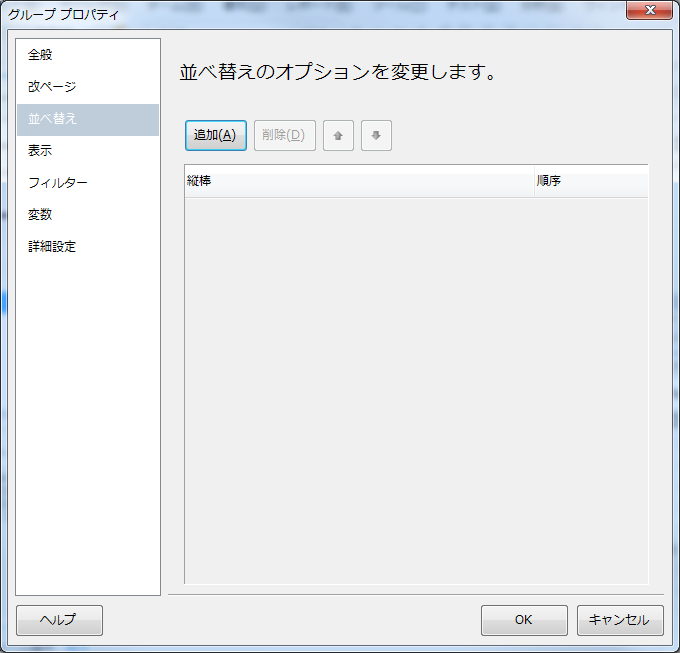 グループ プロパティ
全般
改ページ
並べ替え
表示
フィルター
変数
詳細設定
並べ替えのオプションを変更します。
追加(A) 削除(D)
縦棒 順序
ヘルプ OK キャンセル